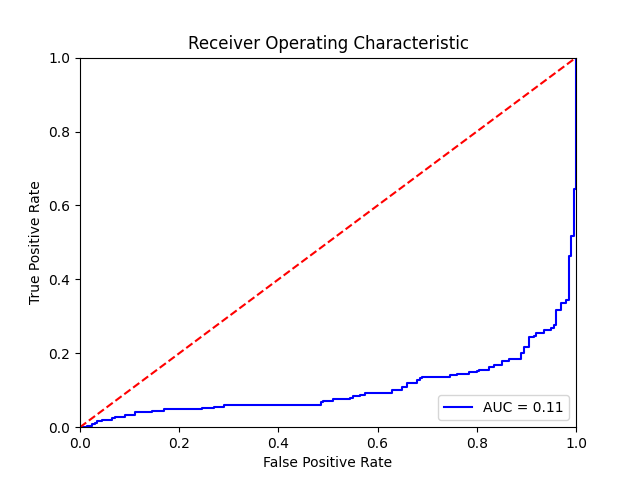 Receiver Operating Characteristic
1.0
0.8
0.6
0.4
0.2
0.0
True Positive Rate
AUC = 0.11
0.0 0.2 0.4 0.6 0.8 1.0
False Positive Rate